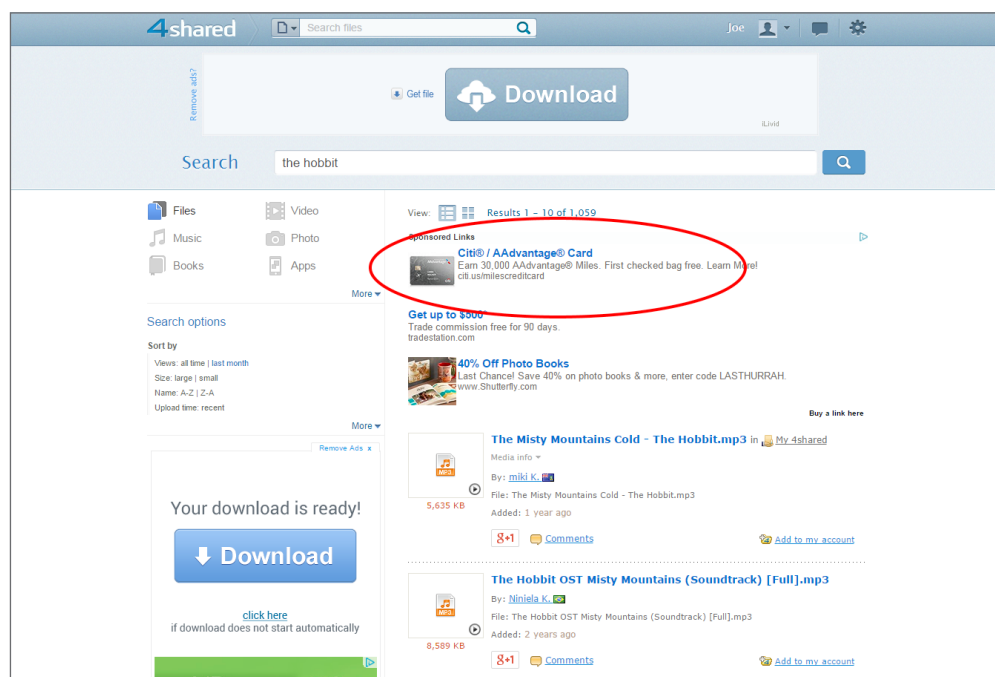 4shared
Search files
Joe
Remove ads?
Get file
Download
iLivid
Search
the hobbit
Files
Video
Music
Photo
Books
Apps
More
Search options
Sort by
Views: all time | last month
Size: large | small
Name: A-Z | Z-A
Upload time: recent
More
Remove Ads x
Your download is ready!
Download
click here
if download does not start automatically
View:
Results 1 - 10 of 1,059
Sponsored Links
Citi® / AAdvantage® Card
Earn 30,000 AAdvantage® Miles. First checked bag free. Learn More!
citi.us/milescreditcard
Get up to $500*
Trade commission free for 90 days.
tradestation.com
40% Off Photo Books
Last Chance! Save 40% on photo books & more, enter code LASTHURRAH.
www.Shutterfly.com
Buy a link here
The Misty Mountains Cold - The Hobbit.mp3 in My 4shared
Media info
MP3
By: miki K.
File: The Misty Mountains Cold - The Hobbit.mp3
5,635 KB
Added: 1 year ago
g+1 Comments
Add to my account
The Hobbit OST Misty Mountains (Soundtrack) [Full].mp3
By: Niniela K.
MP3
File: The Hobbit OST Misty Mountains (Soundtrack) [Full].mp3
Added: 2 years ago
8,589 KB
g+1 Comments
Add to my account